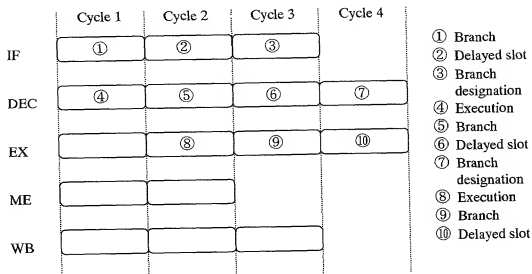 Cycle 1 Cycle 2 Cycle 3 Cycle 4
IF ① ② ③
DEC ④ ⑤ ⑥ ⑦
EX ⑧ ⑨ ⑩
ME
WB
① Branch
② Delayed slot
③ Branch
designation
④ Execution
⑤ Branch
⑥ Delayed slot
⑦ Branch
designation
⑧ Execution
⑨ Branch
⑩ Delayed slot